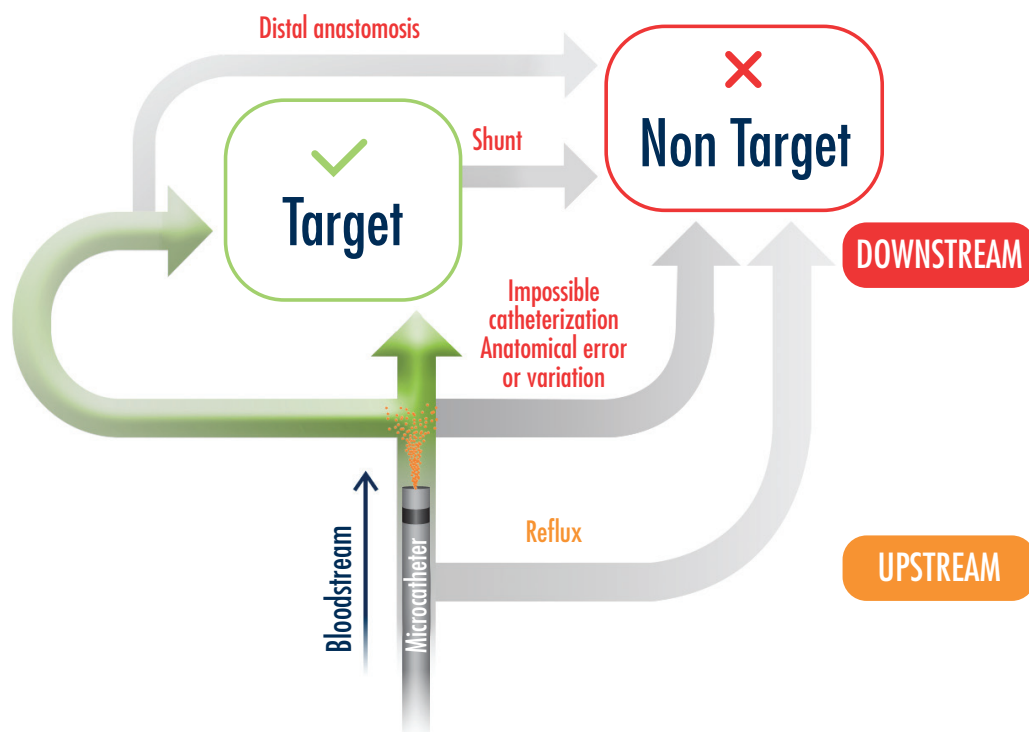 Distal anastomosis
Shunt
Non Target
Target
DOWNSTREAM
Impossible
catheterization
Anatomical error
or variation
Bloodstream
Microcatheter
Reflux
UPSTREAM